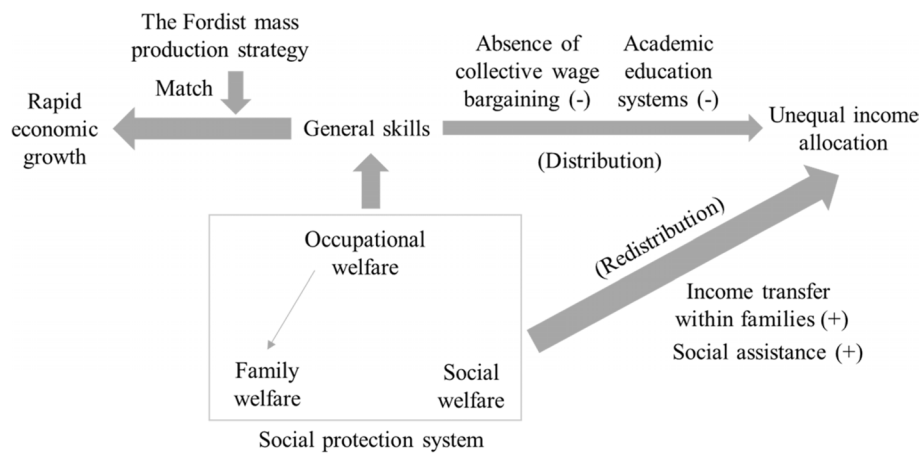 The Fordist mass
production strategy
Match
Rapid
economic
growth
General skills
Absence of
collective wage
bargaining (-)
Academic
education
systems (-)
(Distribution)
Unequal income
allocation
Occupational
welfare
Family
welfare
Social
welfare
Social protection system
(Redistribution)
Income transfer
within families (+)
Social assistance (+)